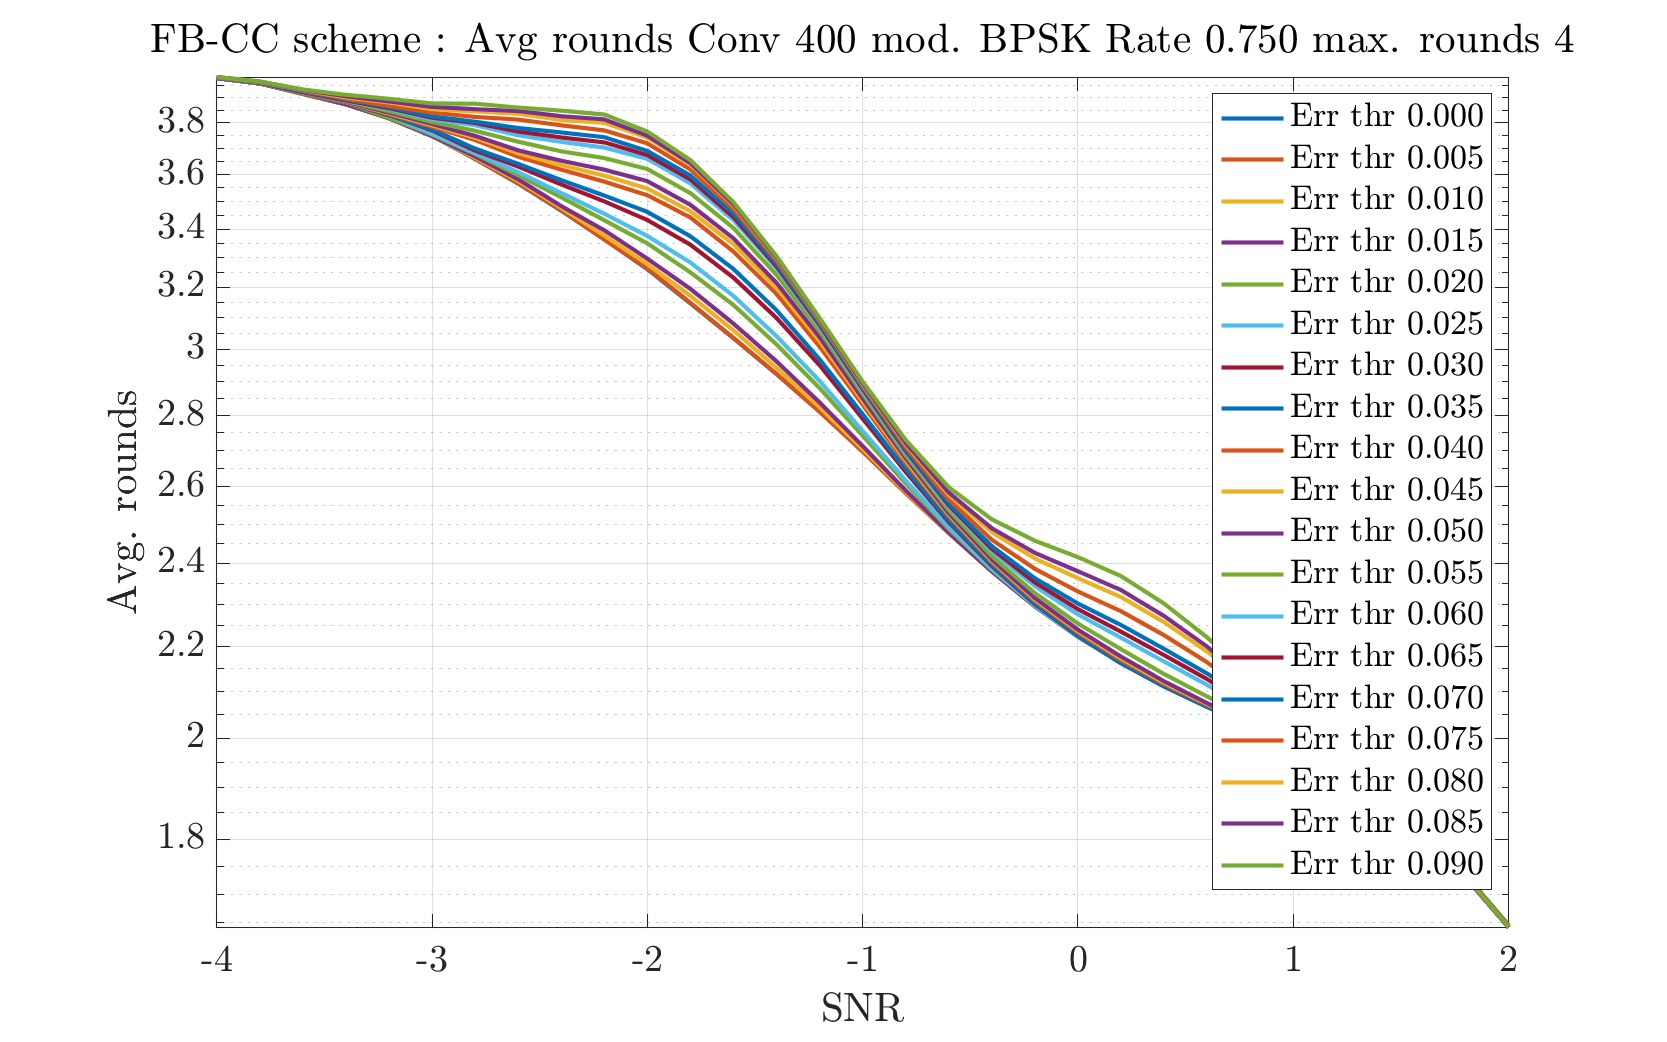 FB-CC scheme : Avg rounds Conv 400 mod. BPSK Rate 0.750 max. rounds 4
Avg. rounds
3.8
3.6
3.4
3.2
3
2.8
2.6
2.4
2.2
2
1.8
Err thr 0.000
Err thr 0.005
Err thr 0.010
Err thr 0.015
Err thr 0.020
Err thr 0.025
Err thr 0.030
Err thr 0.035
Err thr 0.040
Err thr 0.045
Err thr 0.050
Err thr 0.055
Err thr 0.060
Err thr 0.065
Err thr 0.070
Err thr 0.075
Err thr 0.080
Err thr 0.085
Err thr 0.090
-4 -3 -2 -1 0 1 2
SNR